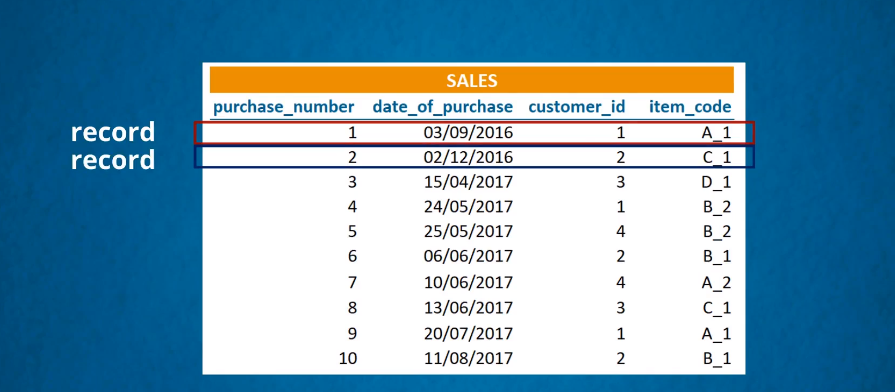 SALES
purchase_number date_of_purchase customer_id item_code
record 1 03/09/2016 1 A_1
record 2 02/12/2016 2 C_1
3 15/04/2017 3 D_1
4 24/05/2017 1 B_2
5 25/05/2017 4 B_2
6 06/06/2017 2 B_1
7 10/06/2017 4 A_2
8 13/06/2017 3 C_1
9 20/07/2017 1 A_1
10 11/08/2017 2 B_1